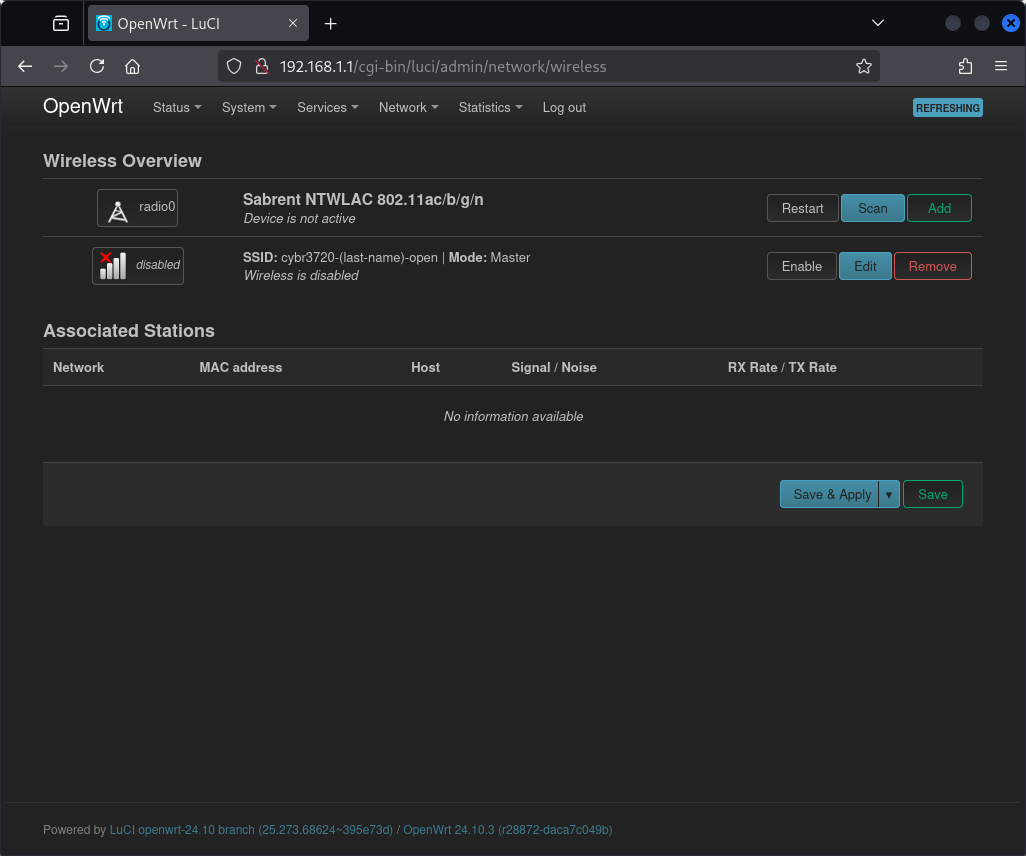 OpenWrt - LuCI
192.168.1.1/cgi-bin/luci/admin/network/wireless
OpenWrt Status System Services Network Statistics Log out REFRESHING
Wireless Overview
radio0 Sabrent NTWLAC 802.11ac/b/g/n
Device is not active
Restart Scan Add
disabled SSID: cybr3720-(last-name)-open | Mode: Master
Wireless is disabled
Enable Edit Remove
Associated Stations
Network MAC address Host Signal / Noise RX Rate / TX Rate
No information available
Save & Apply ▾ Save
Powered by LuCI openwrt-24.10 branch (25.273.68624~395e73d) / OpenWrt 24.10.3 (r28872-daca7c049b)